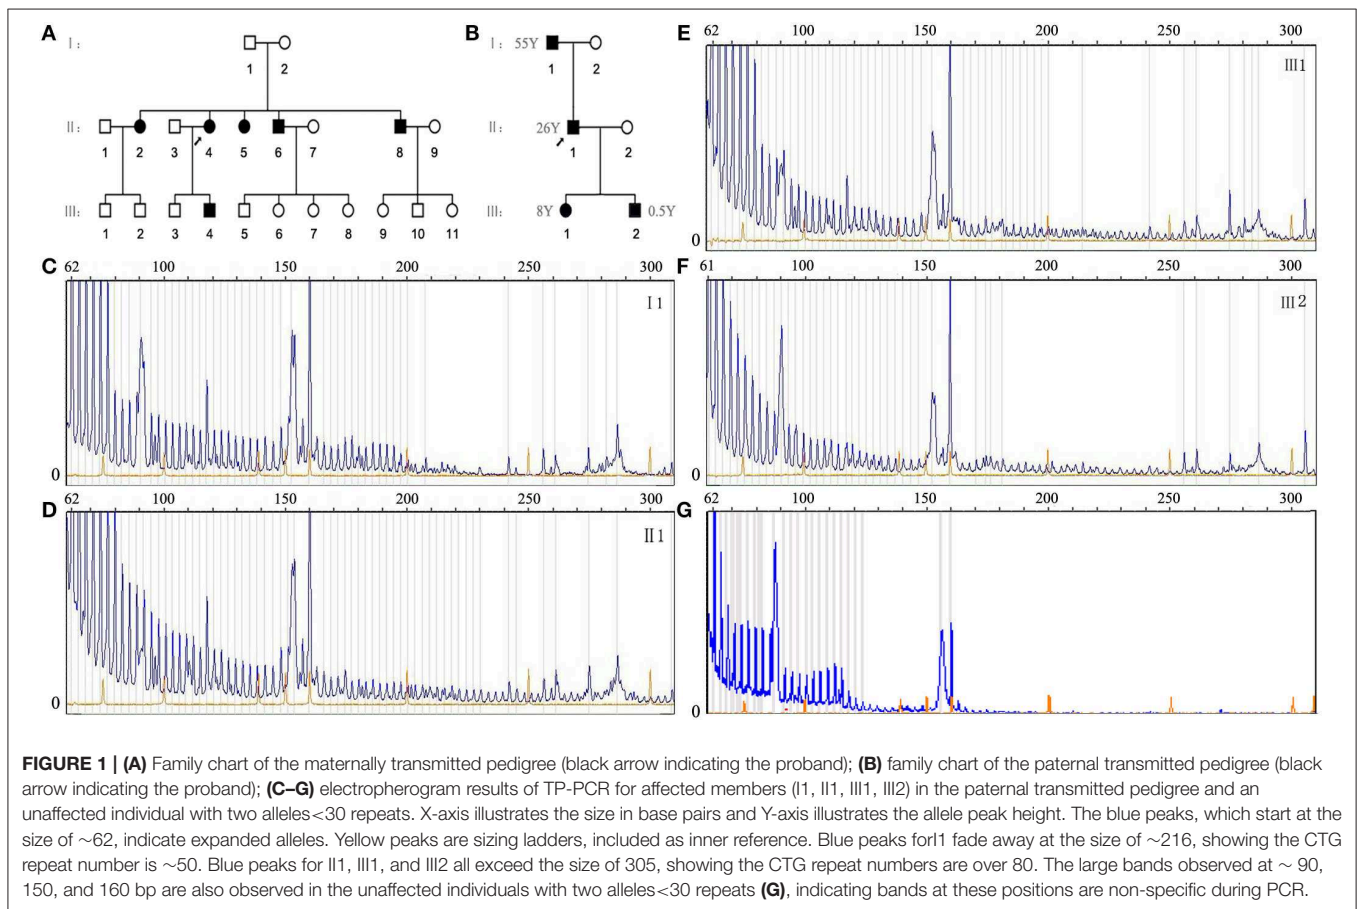 A
I :
1 2
II :
1 2 3 4 5 6 7 8 9
III :
1 2 3 4 5 6 7 8 9 10 11
B
I : 55Y
1 2
II : 26Y
1 2
III : 8Y 0.5Y
1 2
C
62 100 150 200 250 300
I 1
0
D
62 100 150 200 250 300
II 1
0
E
62 100 150 200 250 300
III1
0
F
61 100 150 200 250 300
III2
0
G
62 100 150 200 250 300
0
FIGURE 1 | (A) Family chart of the maternally transmitted pedigree (black arrow indicating the proband); (B) family chart of the paternal transmitted pedigree (black
arrow indicating the proband); (C–G) electropherogram results of TP-PCR for affected members (I1, II1, III1, III2) in the paternal transmitted pedigree and an
unaffected individual with two alleles<30 repeats. X-axis illustrates the size in base pairs and Y-axis illustrates the allele peak height. The blue peaks, which start at the
size of ∼62, indicate expanded alleles. Yellow peaks are sizing ladders, included as inner reference. Blue peaks forI1 fade away at the size of ∼216, showing the CTG
repeat number is ∼50. Blue peaks for II1, III1, and III2 all exceed the size of 305, showing the CTG repeat numbers are over 80. The large bands observed at ∼ 90,
150, and 160 bp are also observed in the unaffected individuals with two alleles<30 repeats (G), indicating bands at these positions are non-specific during PCR.